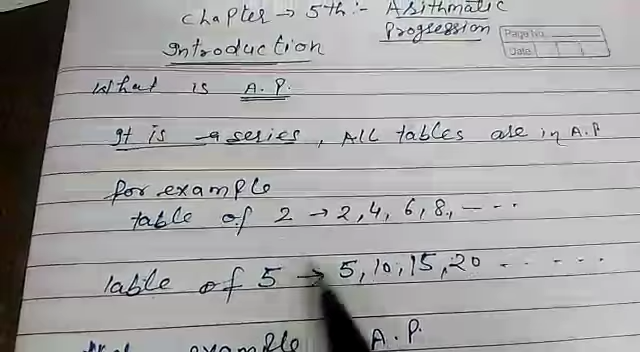 Chapter → 5th :- Arithmatic
Progression
Introduction
Page No.
Date
What is A.P.
It is a series, All tables are in A.P
for example
table of 2 → 2, 4, 6, 8, - - - -
table of 5 → 5, 10, 15, 20 - - - - -
example A.P.